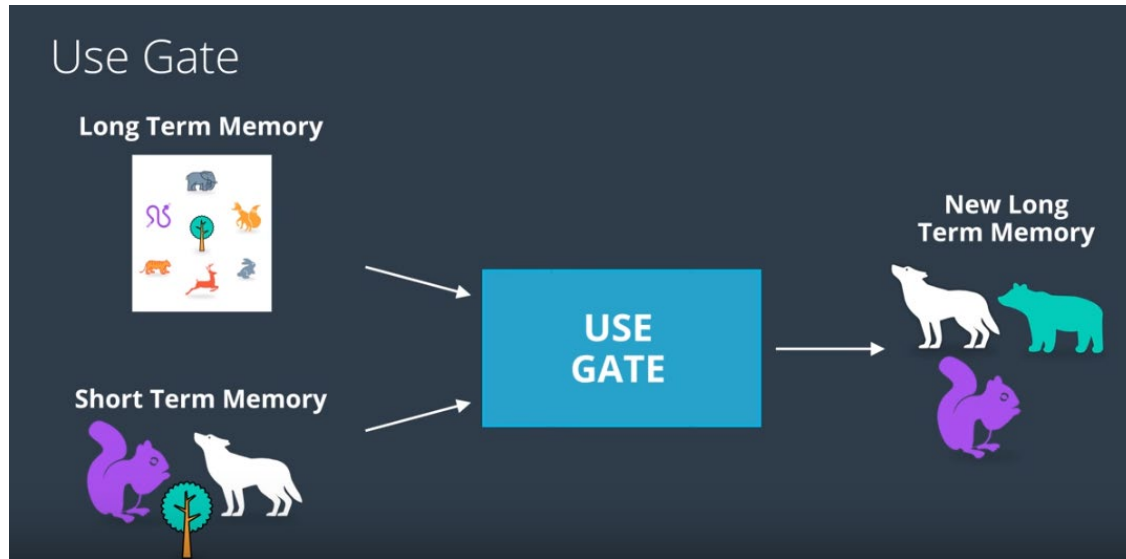 Use Gate
Long Term Memory
Short Term Memory
USE
GATE
New Long
Term Memory